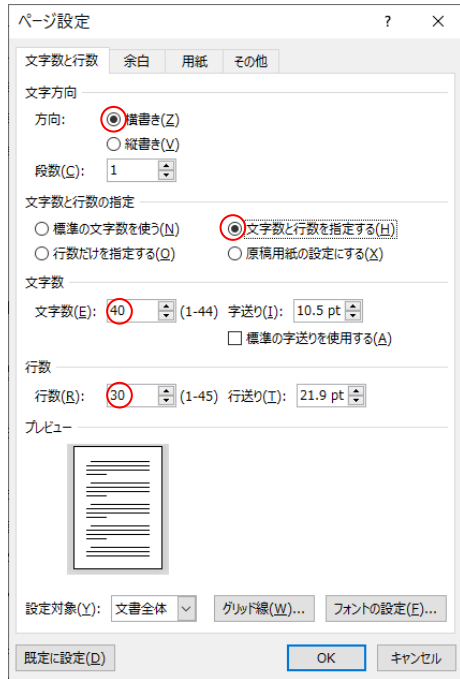 ページ設定 ? ×
文字数と行数 余白 用紙 その他
文字方向
方向: 横書き(Z)
縦書き(V)
段数(C): 1
文字数と行数の指定
標準の文字数を使う(N) 文字数と行数を指定する(H)
行数だけを指定する(O) 原稿用紙の設定にする(X)
文字数
文字数(E): 40 (1-44) 字送り(I): 10.5 pt
標準の字送りを使用する(A)
行数
行数(R): 30 (1-45) 行送り(T): 21.9 pt
プレビュー
設定対象(Y): 文書全体 グリッド線(W)... フォントの設定(F)...
既定に設定(D) OK キャンセル